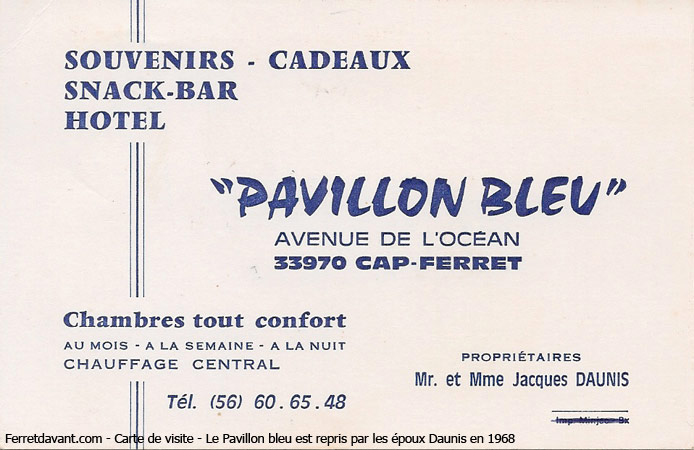 SOUVENIRS - CADEAUX
SNACK-BAR
HOTEL
"PAVILLON BLEU"
AVENUE DE L'OCÉAN
33970 CAP-FERRET
Chambres tout confort
AU MOIS - A LA SEMAINE - A LA NUIT
CHAUFFAGE CENTRAL
Tél. (56) 60.65.48
PROPRIÉTAIRES
Mr. et Mme Jacques DAUNIS
Ferretdavant.com - Carte de visite - Le Pavillon bleu est repris par les époux Daunis en 1968